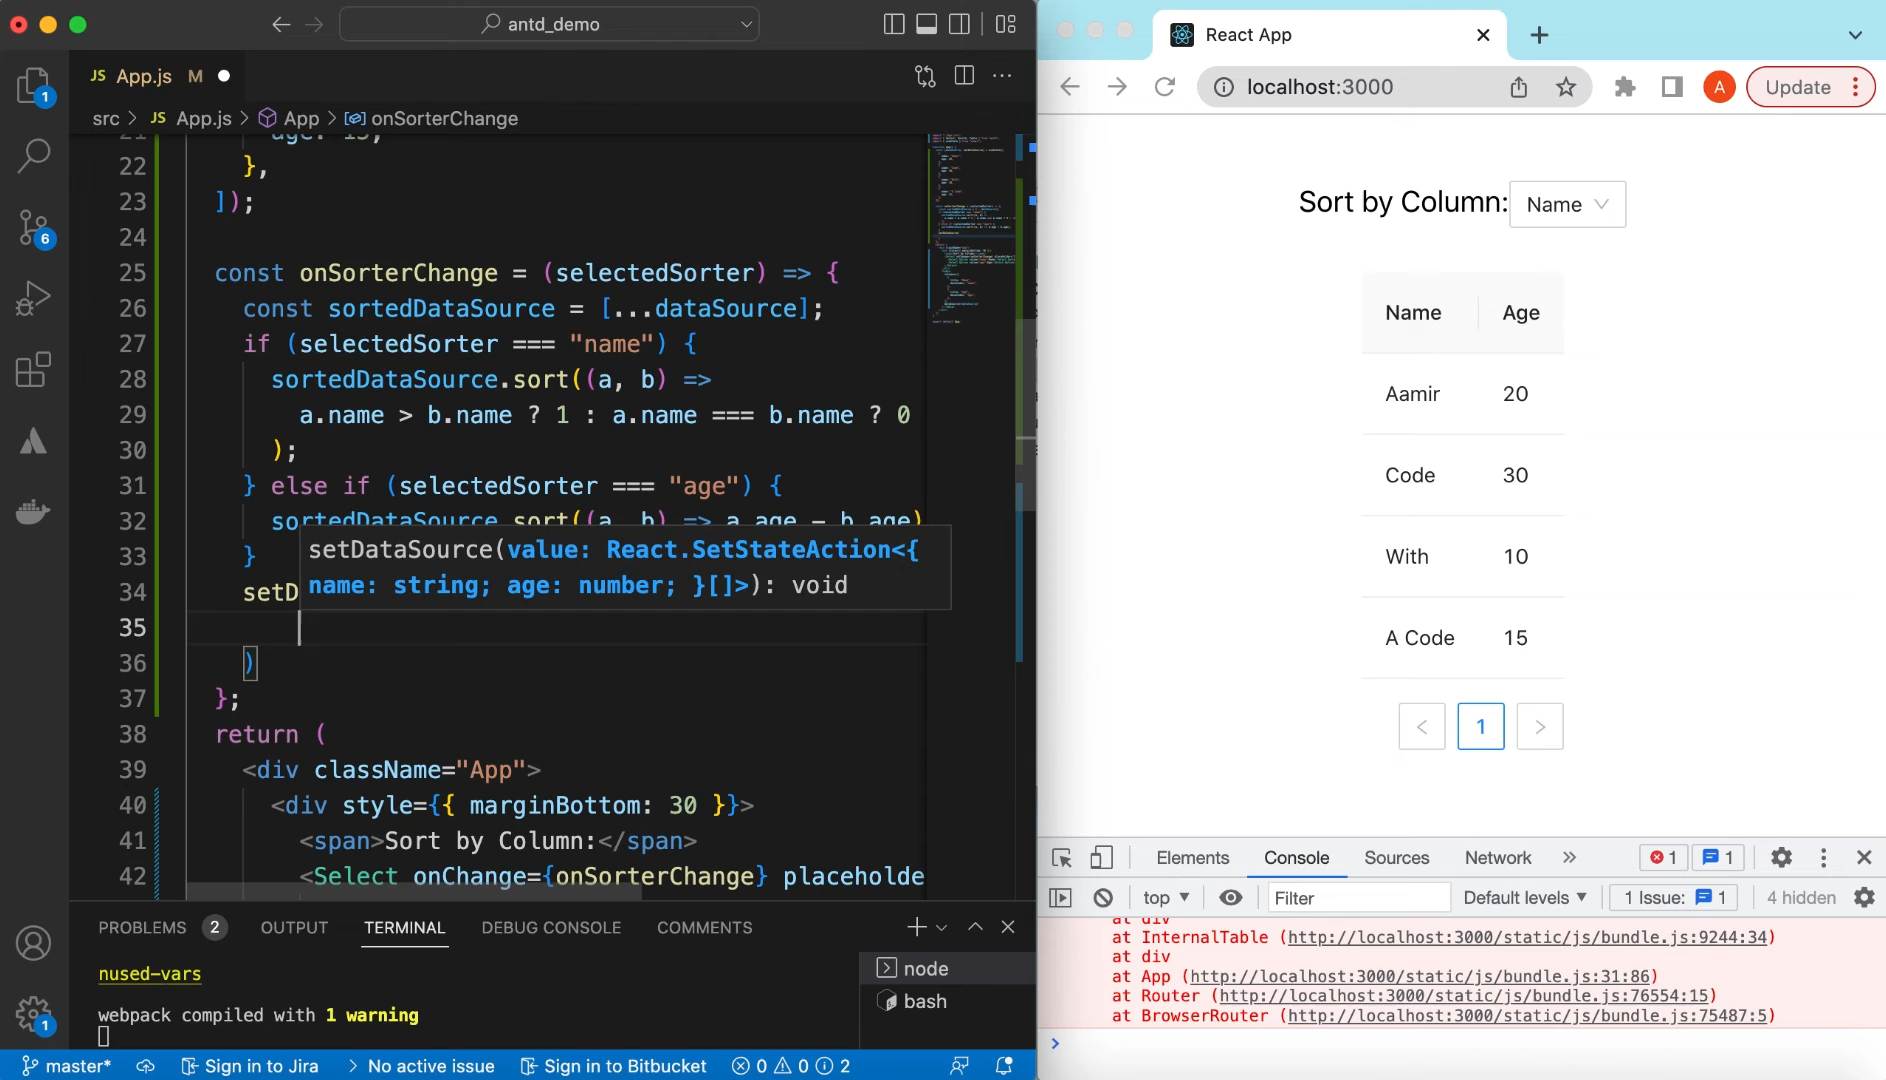 antd_demo
JS App.js M
src > JS App.js > App > onSorterChange
22 },
23 ]);
24
25 const onSorterChange = (selectedSorter) => {
26 const sortedDataSource = [...dataSource];
27 if (selectedSorter === "name") {
28 sortedDataSource.sort((a, b) =>
29 a.name > b.name ? 1 : a.name === b.name ? 0
30 );
31 } else if (selectedSorter === "age") {
32 sortedDataSource.sort((a, b) => a.age - b.age)
33 }
setDataSource(value: React.SetStateAction<{
name: string; age: number; }[]>): void
34 setD
35
36 )
37 };
38 return (
39 <div className="App">
40 <div style={{ marginBottom: 30 }}>
41 <span>Sort by Column:</span>
42 <Select onChange={onSorterChange} placeholde
PROBLEMS 2 OUTPUT TERMINAL DEBUG CONSOLE COMMENTS
nused-vars
webpack compiled with 1 warning
node
bash
1
6
1
master* Sign in to Jira No active issue Sign in to Bitbucket 0 0 2
React App
localhost:3000
A
Update
Sort by Column: Name
Name Age
Aamir 20
Code 30
With 10
A Code 15
< 1 >
Elements Console Sources Network » 1 1
top Filter Default levels 1 Issue: 1 4 hidden
at div
at InternalTable (http://localhost:3000/static/js/bundle.js:9244:34)
at div
at App (http://localhost:3000/static/js/bundle.js:31:86)
at Router (http://localhost:3000/static/js/bundle.js:76554:15)
at BrowserRouter (http://localhost:3000/static/js/bundle.js:75487:5)
>